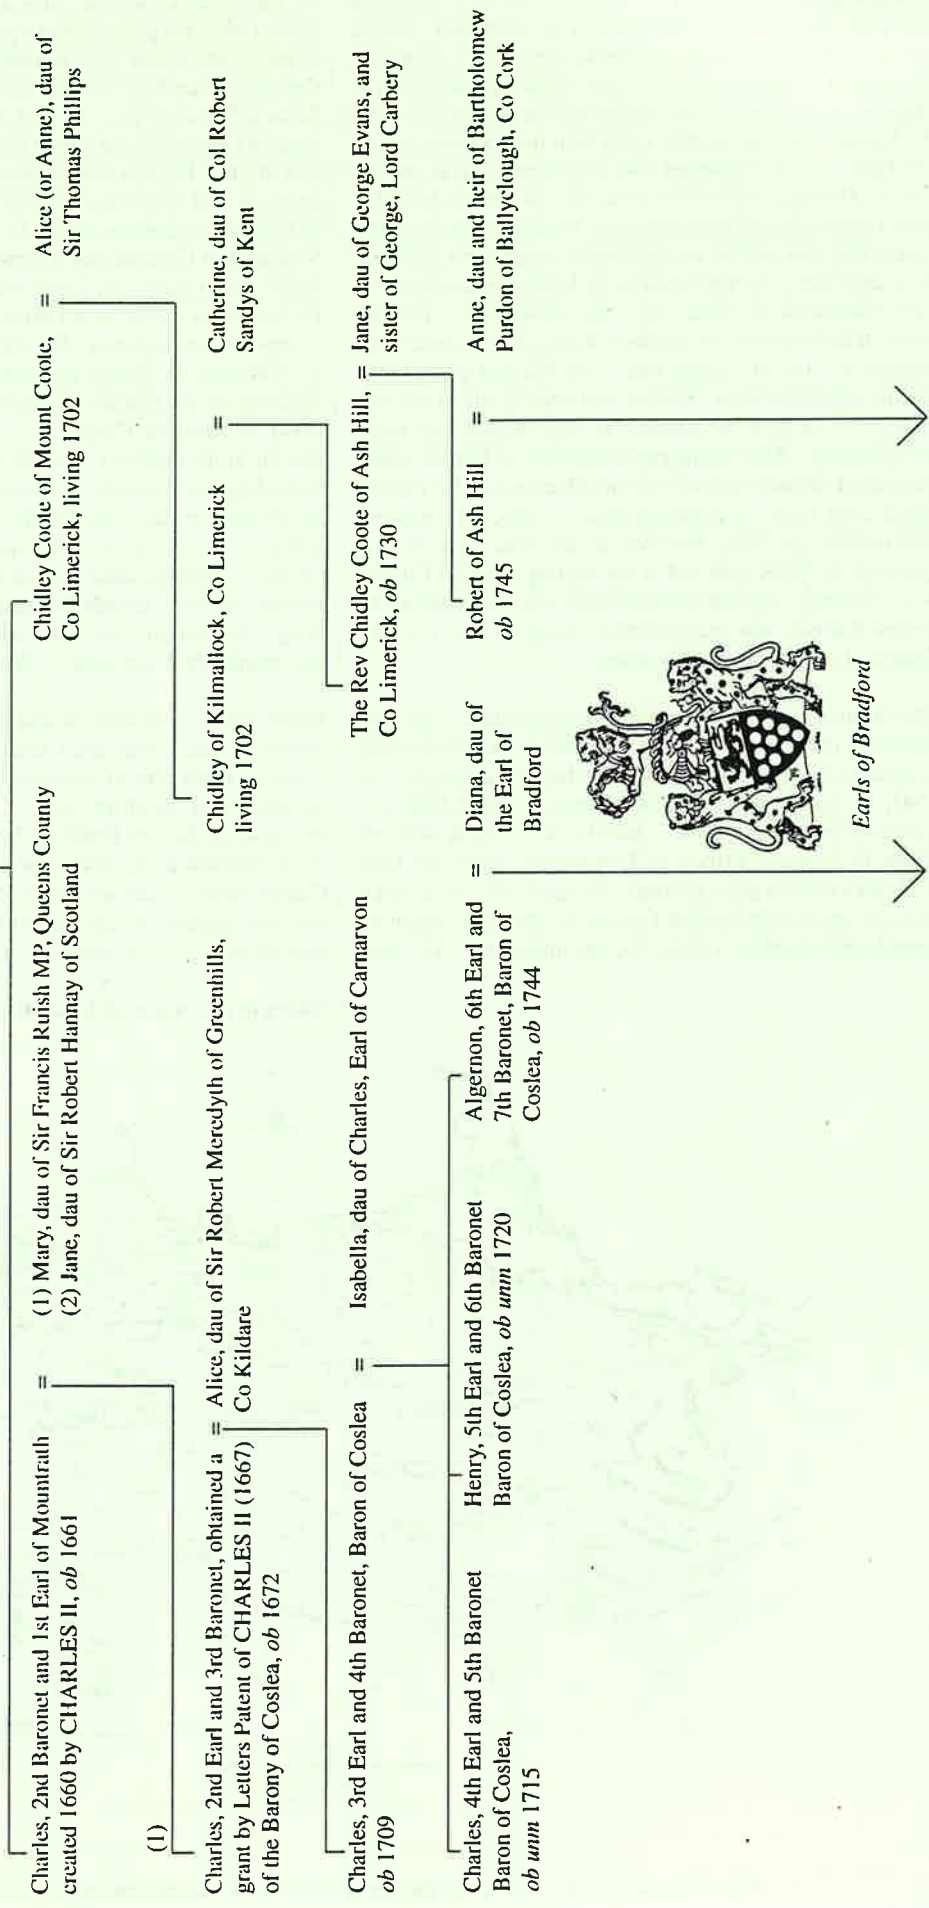 Charles, 2nd Baronet and 1st Earl of Mountrath
created 1660 by CHARLES II, ob 1661
=
(1) Mary, dau of Sir Francis Ruish MP, Queens County
(2) Jane, dau of Sir Robert Hannay of Scotland
Chidley Coote of Mount Coote,
Co Limerick, living 1702
=
Alice (or Anne), dau of
Sir Thomas Phillips
(1)
Charles, 2nd Earl and 3rd Baronet, obtained a
grant by Letters Patent of CHARLES II (1667)
of the Barony of Coslea, ob 1672
=
Alice, dau of Sir Robert Meredyth of Greenhills,
Co Kildare
Chidley of Kilmallock, Co Limerick
living 1702
=
Catherine, dau of Col Robert
Sandys of Kent
Charles, 3rd Earl and 4th Baronet, Baron of Coslea
ob 1709
=
Isabella, dau of Charles, Earl of Carnarvon
The Rev Chidley Coote of Ash Hill,
Co Limerick, ob 1730
=
Jane, dau of George Evans, and
sister of George, Lord Carbery
Charles, 4th Earl and 5th Baronet
Baron of Coslea,
ob unm 1715
Henry, 5th Earl and 6th Baronet
Baron of Coslea, ob unm 1720
Algernon, 6th Earl and
7th Baronet, Baron of
Coslea, ob 1744
=
Diana, dau of
the Earl of
Bradford
Robert of Ash Hill
ob 1745
=
Anne, dau and heir of Bartholomew
Purdon of Ballyclough, Co Cork
Earls of Bradford